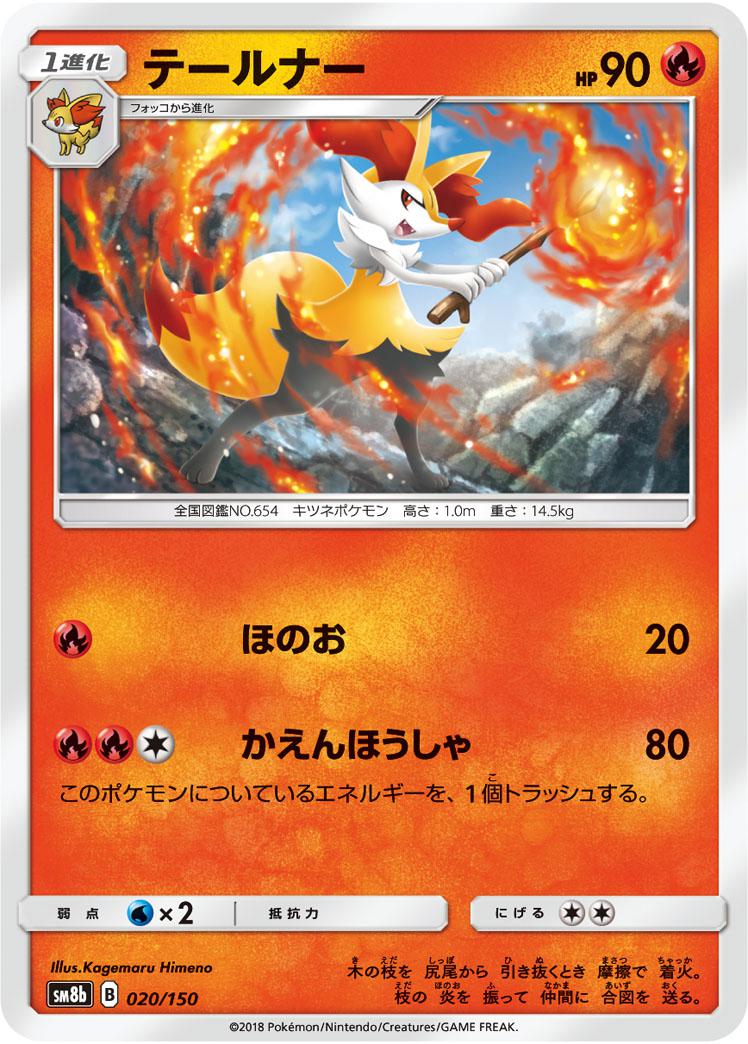 1進化
テールナー
HP 90
フォッコから進化
全国図鑑NO.654 キツネポケモン 高さ：1.0m 重さ：14.5kg
ほのお 20
かえんほうしゃ 80
このポケモンについているエネルギーを、1個トラッシュする。
弱点 ×2 抵抗力 にげる
Illus.Kagemaru Himeno
木の枝を 尻尾から 引き抜くとき 摩擦で 着火。
枝の 炎を 振って 仲間に 合図を 送る。
SM8b B 020/150
©2018 Pokémon/Nintendo/Creatures/GAME FREAK.